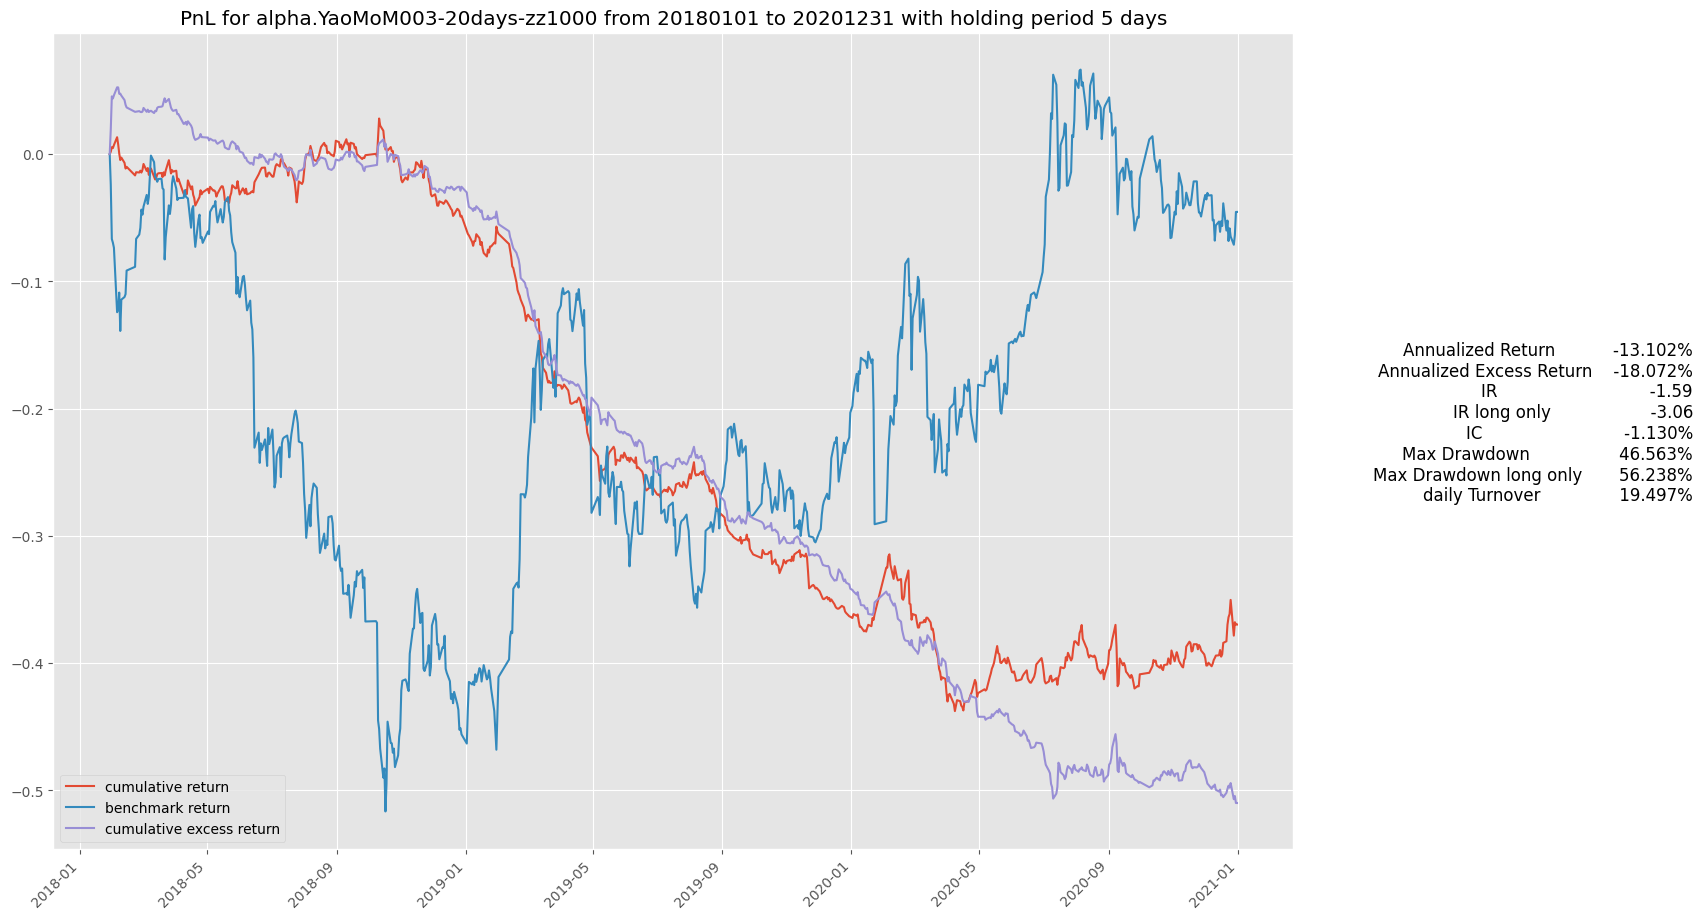 PnL for alpha.YaoMoM003-20days-zz1000 from 20180101 to 20201231 with holding period 5 days
0.0
−0.1
−0.2
−0.3
−0.4
−0.5
cumulative return
benchmark return
cumulative excess return
2018-01
2018-05
2018-09
2019-01
2019-05
2019-09
2020-01
2020-05
2020-09
2021-01
Annualized Return -13.102%
Annualized Excess Return -18.072%
IR -1.59
IR long only -3.06
IC -1.130%
Max Drawdown 46.563%
Max Drawdown long only 56.238%
daily Turnover 19.497%